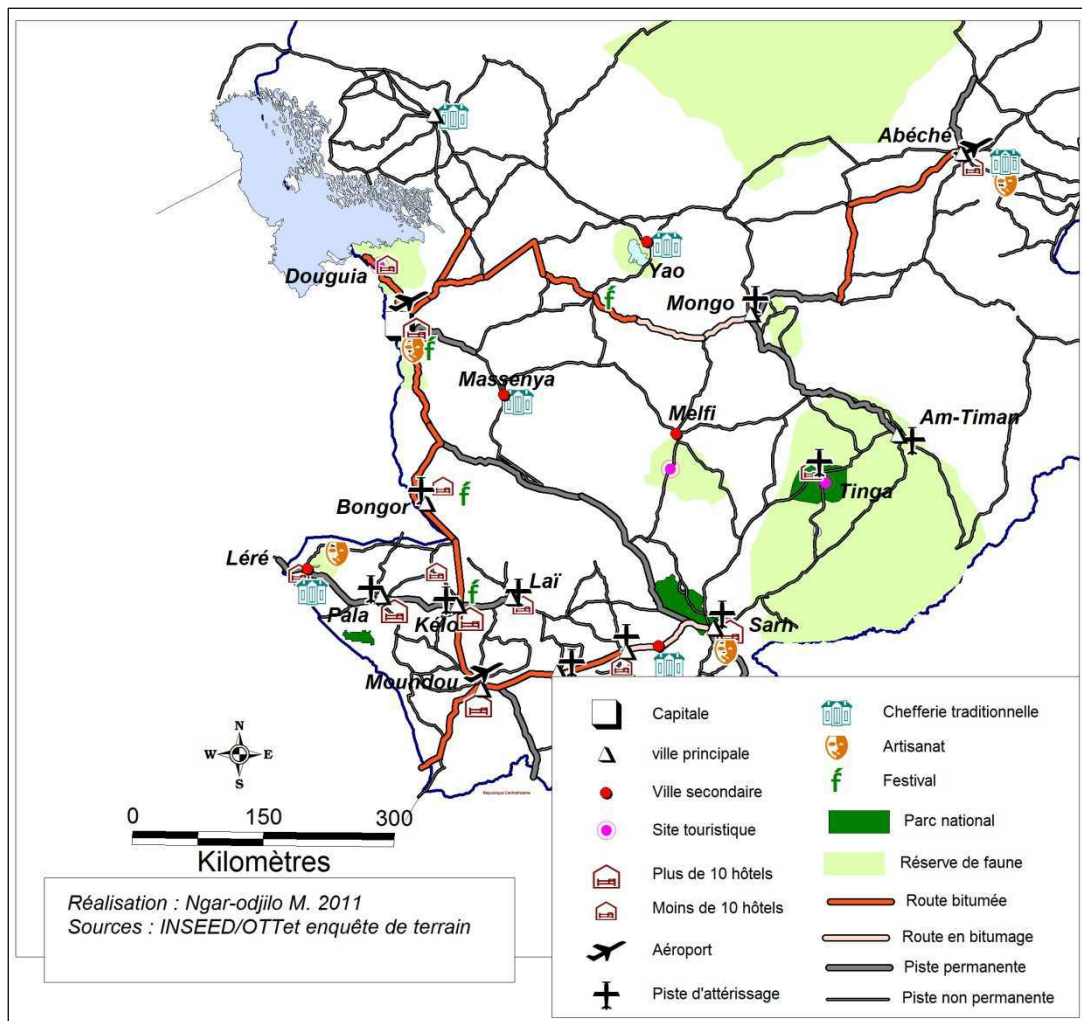 Abéché
Douguia
Yao
Mongo
Massenya
Melfi
Am-Timan
Tinga
Bongor
Léré
Laï
Pala
Kélo
Sarh
Moundou
N
W E
S
0 150 300
Kilomètres
Réalisation : Ngar-odjilo M. 2011
Sources : INSEED/OTTet enquête de terrain
Capitale
ville principale
Ville secondaire
Site touristique
Plus de 10 hôtels
Moins de 10 hôtels
Aéroport
Piste d'attérissage
Chefferie traditionnelle
Artisanat
Festival
Parc national
Réserve de faune
Route bitumée
Route en bitumage
Piste permanente
Piste non permanente